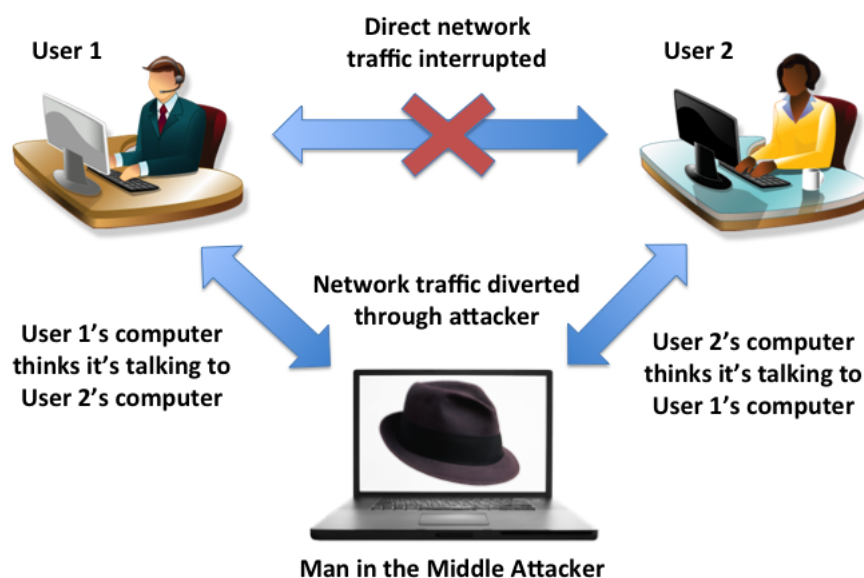 User 1
Direct network
traffic interrupted
User 2
Network traffic diverted
through attacker
User 1’s computer
thinks it’s talking to
User 2’s computer
User 2’s computer
thinks it’s talking to
User 1’s computer
Man in the Middle Attacker